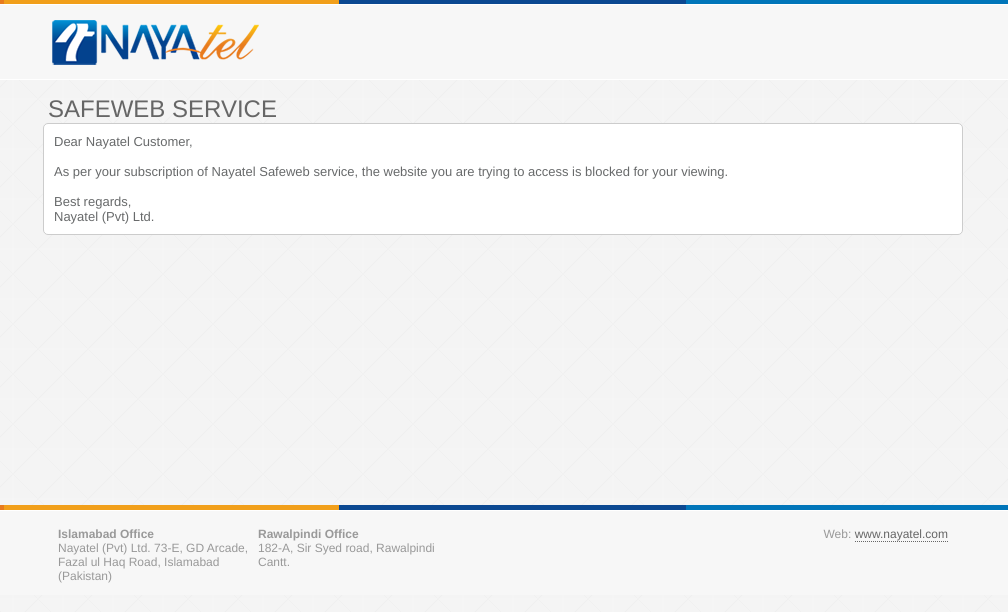 NAYAtel
SAFEWEB SERVICE
Dear Nayatel Customer,
As per your subscription of Nayatel Safeweb service, the website you are trying to access is blocked for your viewing.
Best regards,
Nayatel (Pvt) Ltd.
Islamabad Office
Nayatel (Pvt) Ltd. 73-E, GD Arcade,
Fazal ul Haq Road, Islamabad
(Pakistan)
Rawalpindi Office
182-A, Sir Syed road, Rawalpindi
Cantt.
Web: www.nayatel.com